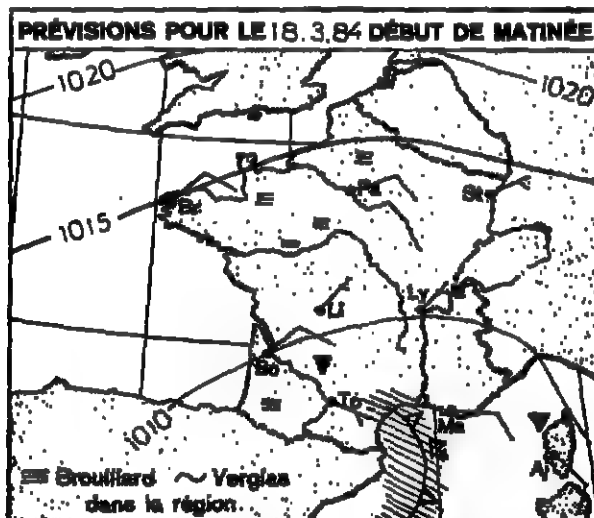 PRÉVISIONS POUR LE 18.3.84 DÉBUT DE MATINÉE
1020
1020
Pa
St
Br
1015
Ly
Li
Bo
To
Ma
1010
Aj
Brouillard
Verglas
dans la région